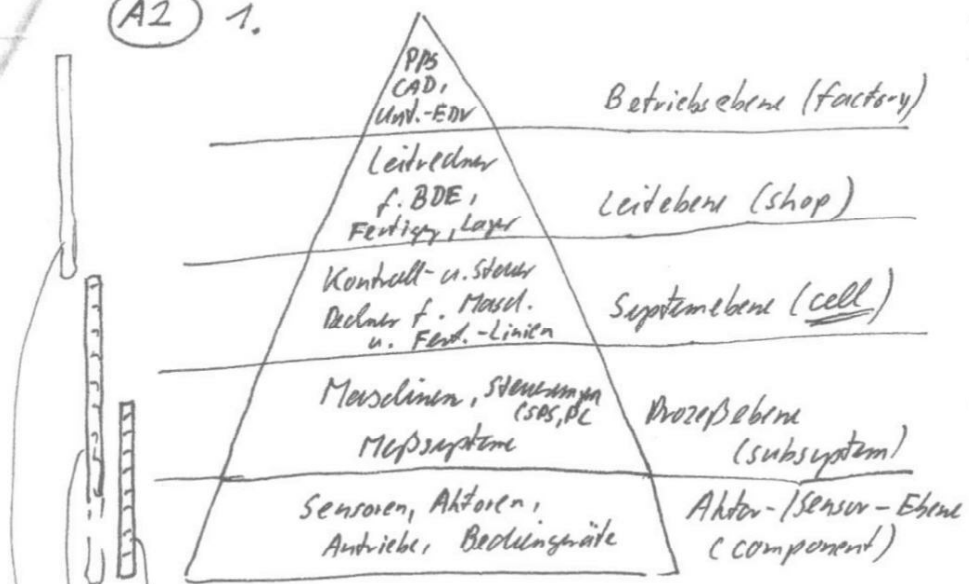 A2 1.
PPS
CAD,
Unt.-EDV
Betriebsebene (factory)
Leitrechner
f. BDE,
Fertigg, Lager
Leitebene (shop)
Kontroll- u. Steuer
Rechner f. Masch.
u. Fert.-Linien
Systemebene (cell)
Maschinen, Steuerungen
(SPS, PC
Meßsysteme
Prozeßebene
(subsystem)
Sensoren, Aktoren,
Antriebe, Bediengeräte
Aktor-/Sensor-Ebene
(component)